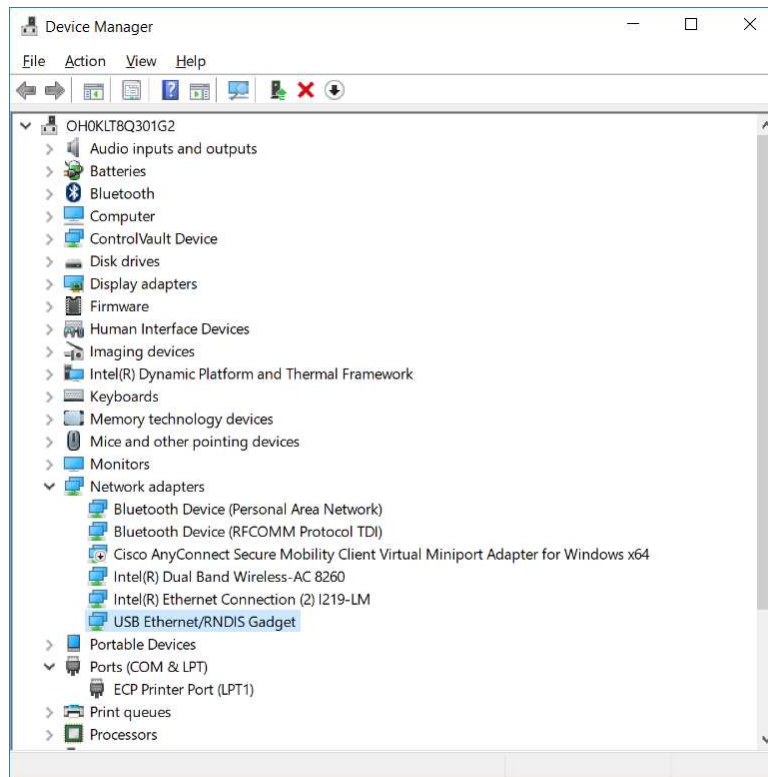 Device Manager
File Action View Help
OH0KLT8Q301G2
Audio inputs and outputs
Batteries
Bluetooth
Computer
ControlVault Device
Disk drives
Display adapters
Firmware
Human Interface Devices
Imaging devices
Intel(R) Dynamic Platform and Thermal Framework
Keyboards
Memory technology devices
Mice and other pointing devices
Monitors
Network adapters
Bluetooth Device (Personal Area Network)
Bluetooth Device (RFCOMM Protocol TDI)
Cisco AnyConnect Secure Mobility Client Virtual Miniport Adapter for Windows x64
Intel(R) Dual Band Wireless-AC 8260
Intel(R) Ethernet Connection (2) I219-LM
USB Ethernet/RNDIS Gadget
Portable Devices
Ports (COM & LPT)
ECP Printer Port (LPT1)
Print queues
Processors